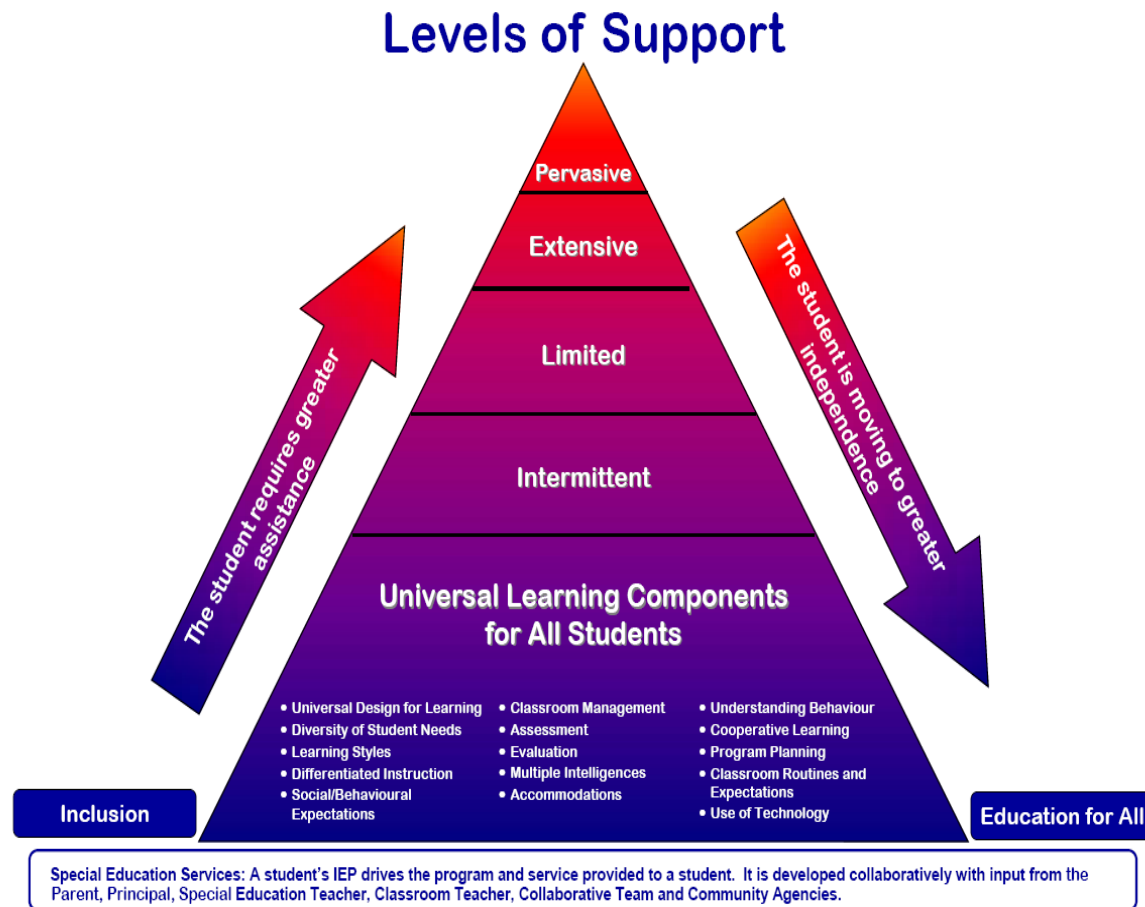 Levels of Support
Pervasive
Extensive
Limited
Intermittent
The student requires greater
assistance
The student is moving to greater
independence
Universal Learning Components
for All Students
• Universal Design for Learning
• Diversity of Student Needs
• Learning Styles
• Differentiated Instruction
• Social/Behavioural
Expectations
• Classroom Management
• Assessment
• Evaluation
• Multiple Intelligences
• Accommodations
• Understanding Behaviour
• Cooperative Learning
• Program Planning
• Classroom Routines and
Expectations
• Use of Technology
Inclusion
Education for All
Special Education Services: A student's IEP drives the program and service provided to a student. It is developed collaboratively with input from the
Parent, Principal, Special Education Teacher, Classroom Teacher, Collaborative Team and Community Agencies.